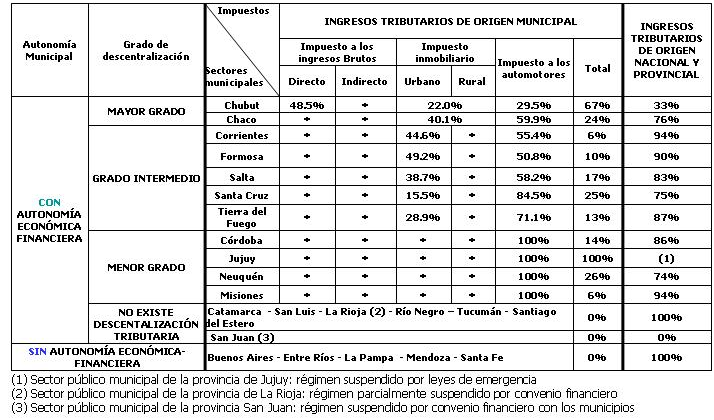 Autonomía Municipal
Grado de descentralización
Impuestos
Sectores municipales
INGRESOS TRIBUTARIOS DE ORIGEN MUNICIPAL
INGRESOS TRIBUTARIOS DE ORIGEN NACIONAL Y PROVINCIAL
Impuesto a los ingresos Brutos
Impuesto inmobiliario
Impuesto a los automotores
Total
Directo Indirecto Urbano Rural
CON AUTONOMÍA ECONÓMICA FINANCIERA
MAYOR GRADO
Chubut 48.5% + 22.0% 29.5% 67% 33%
Chaco + + 40.1% 59.9% 24% 76%
GRADO INTERMEDIO
Corrientes + + 44.6% + 55.4% 6% 94%
Formosa + + 49.2% + 50.8% 10% 90%
Salta + + 38.7% + 58.2% 17% 83%
Santa Cruz + + 15.5% + 84.5% 25% 75%
Tierra del Fuego + + 28.9% + 71.1% 13% 87%
MENOR GRADO
Córdoba + + + + 100% 14% 86%
Jujuy + + + + 100% 100% (1)
Neuquén + + + + 100% 26% 74%
Misiones + + + + 100% 6% 94%
NO EXISTE DESCENTALIZACIÓN TRIBUTARIA
Catamarca - San Luis - La Rioja (2) - Río Negro – Tucumán - Santiago del Estero 0% 100%
San Juan (3) 0% 0%
SIN AUTONOMÍA ECONÓMICA-FINANCIERA
Buenos Aires - Entre Ríos - La Pampa - Mendoza - Santa Fe 0% 100%
(1) Sector público municipal de la provincia de Jujuy: régimen suspendido por leyes de emergencia
(2) Sector público municipal de la provincia de La Rioja: régimen parcialmente suspendido por convenio financiero
(3) Sector público municipal de la provincia San Juan: régimen suspendido por convenio financiero con los municipios